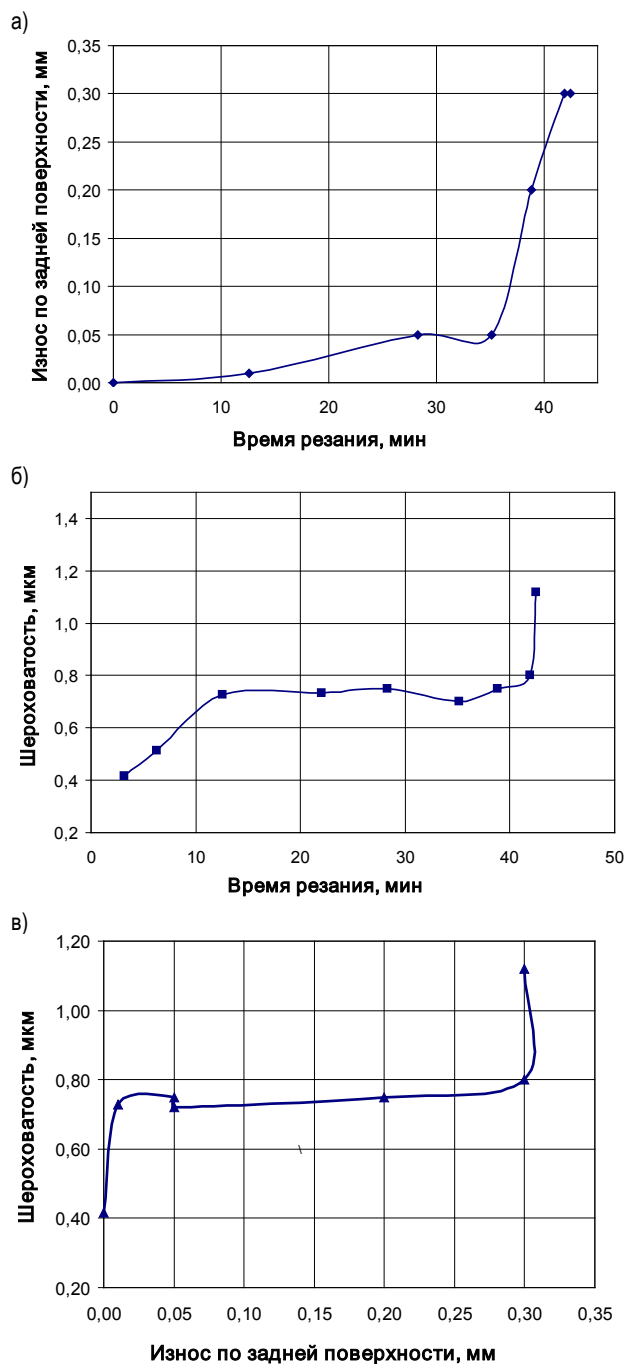 а)
0,35
0,30
0,25
0,20
0,15
0,10
0,05
0,00
Износ по задней поверхности, мм
0 10 20 30 40
Время резания, мин
б)
1,4
1,2
1,0
0,8
0,6
0,4
0,2
Шероховатость, мкм
0 10 20 30 40 50
Время резания, мин
в)
1,20
1,00
0,80
0,60
0,40
0,20
Шероховатость, мкм
\
0,00 0,05 0,10 0,15 0,20 0,25 0,30 0,35
Износ по задней поверхности, мм